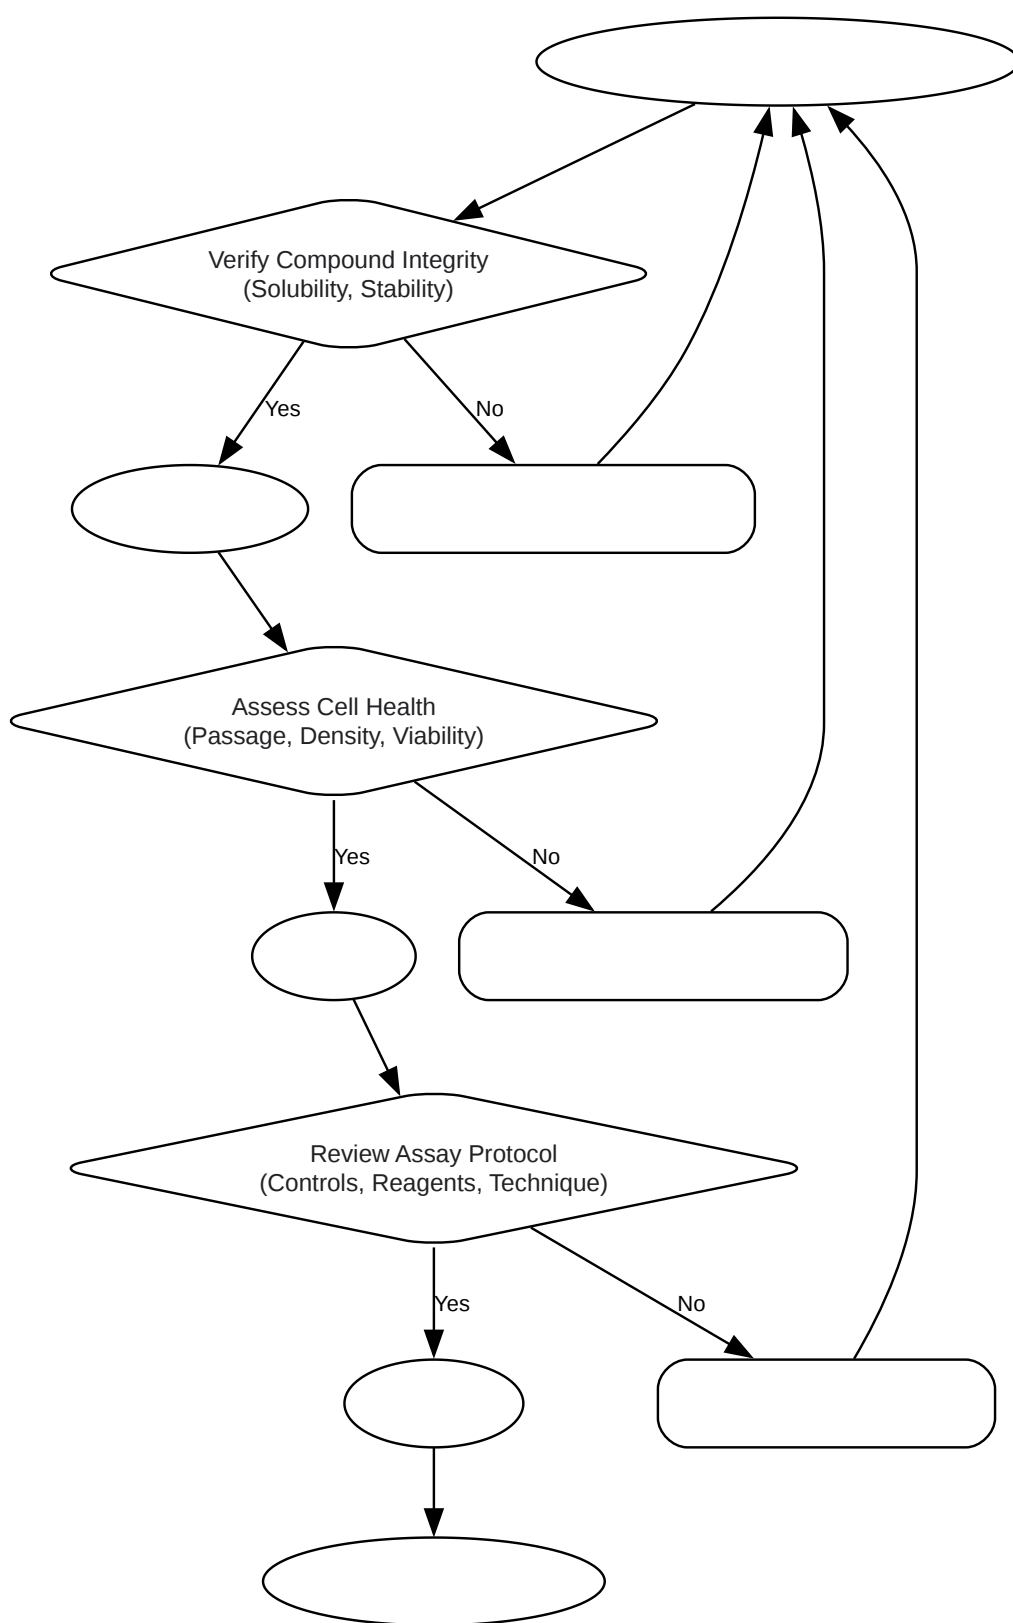 Verify Compound Integrity
(Solubility, Stability)
Yes
No
Assess Cell Health
(Passage, Density, Viability)
Yes
No
Review Assay Protocol
(Controls, Reagents, Technique)
Yes
No